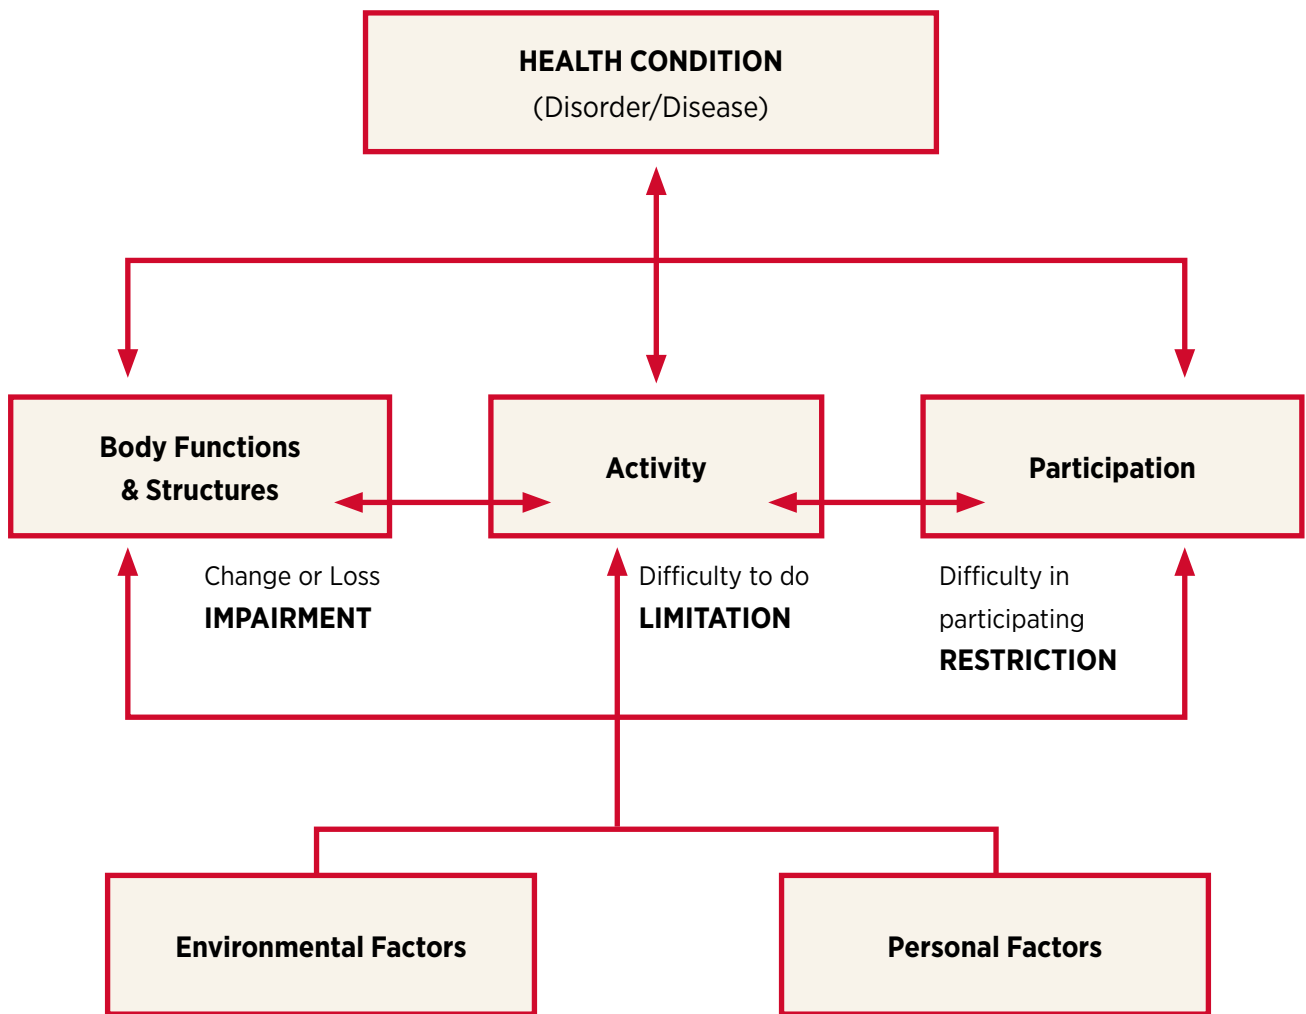 HEALTH CONDITION
(Disorder/Disease)
Body Functions
& Structures
Activity
Participation
Change or Loss
IMPAIRMENT
Difficulty to do
LIMITATION
Difficulty in
participating
RESTRICTION
Environmental Factors
Personal Factors